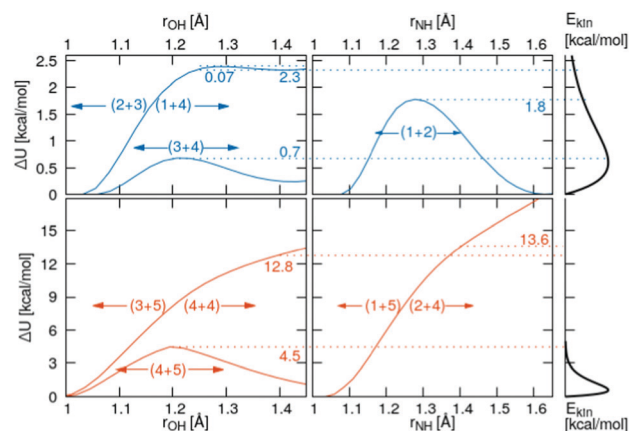 r_OH [Å]
r_NH [Å]
E_kin
[kcal/mol]
1 1.1 1.2 1.3 1.4
1 1.1 1.2 1.3 1.4 1.5 1.6
ΔU [kcal/mol]
2.5
2
1.5
1
0.5
0
0.07
2.3
(2+3) (1+4)
(3+4)
0.7
1.8
(1+2)
ΔU [kcal/mol]
15
12
9
6
3
0
12.8
(3+5) (4+4)
4.5
(4+5)
13.6
(1+5) (2+4)
1 1.1 1.2 1.3 1.4
1 1.1 1.2 1.3 1.4 1.5 1.6
r_OH [Å]
r_NH [Å]
E_kin
[kcal/mol]